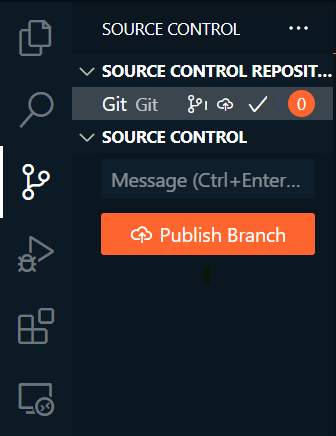 SOURCE CONTROL
SOURCE CONTROL REPOSIT...
Git Git 0
SOURCE CONTROL
Message (Ctrl+Enter...
Publish Branch